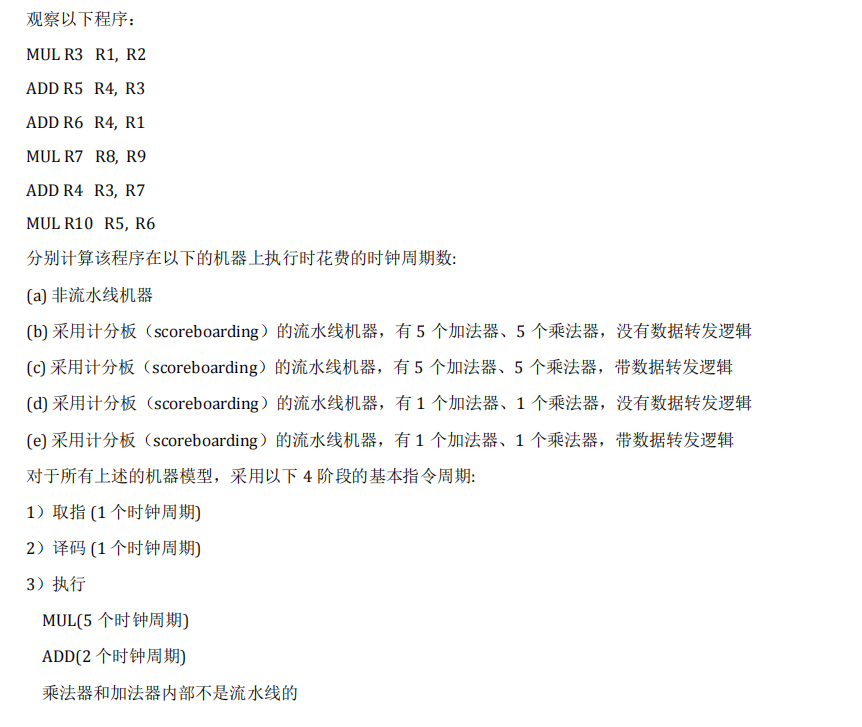 观察以下程序：
MUL R3 R1, R2
ADD R5 R4, R3
ADD R6 R4, R1
MUL R7 R8, R9
ADD R4 R3, R7
MUL R10 R5, R6
分别计算该程序在以下的机器上执行时花费的时钟周期数:
(a) 非流水线机器
(b) 采用计分板（scoreboarding）的流水线机器，有 5 个加法器、5 个乘法器，没有数据转发逻辑
(c) 采用计分板（scoreboarding）的流水线机器，有 5 个加法器、5 个乘法器，带数据转发逻辑
(d) 采用计分板（scoreboarding）的流水线机器，有 1 个加法器、1 个乘法器，没有数据转发逻辑
(e) 采用计分板（scoreboarding）的流水线机器，有 1 个加法器、1 个乘法器，带数据转发逻辑
对于所有上述的机器模型，采用以下 4 阶段的基本指令周期:
1）取指 (1 个时钟周期)
2）译码 (1 个时钟周期)
3）执行
MUL(5 个时钟周期)
ADD(2 个时钟周期)
乘法器和加法器内部不是流水线的